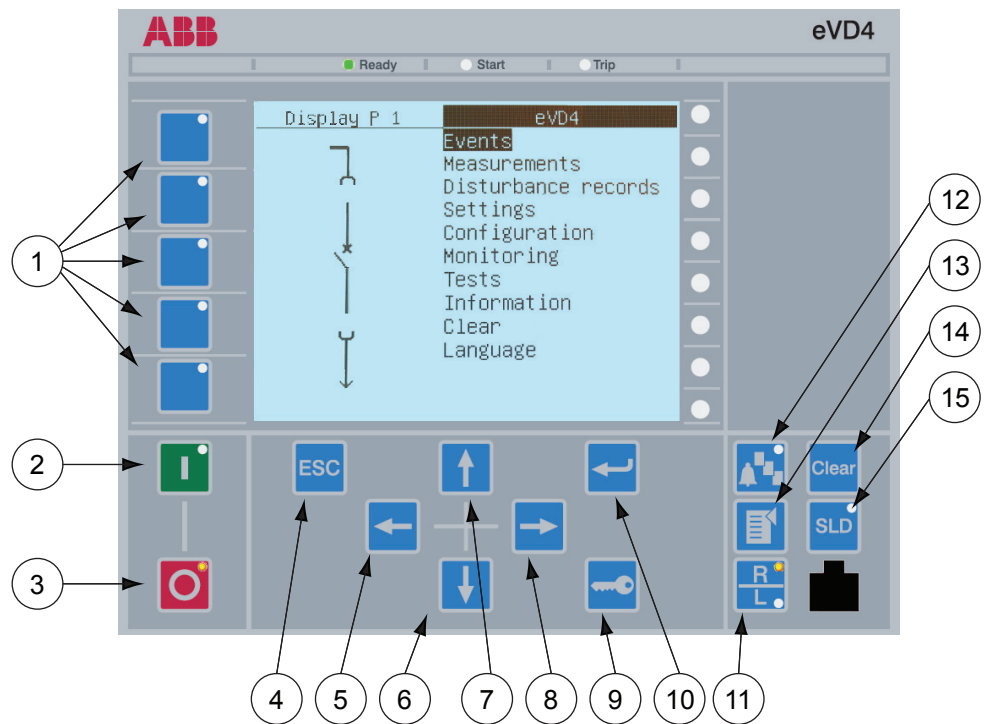 ABB
eVD4
Ready
Start
Trip
Display P 1
eVD4
Events
Measurements
Disturbance records
Settings
Configuration
Monitoring
Tests
Information
Clear
Language
1
2
3
I
O
ESC
Clear
SLD
R
L
4
5
6
7
8
9
10
11
12
13
14
15